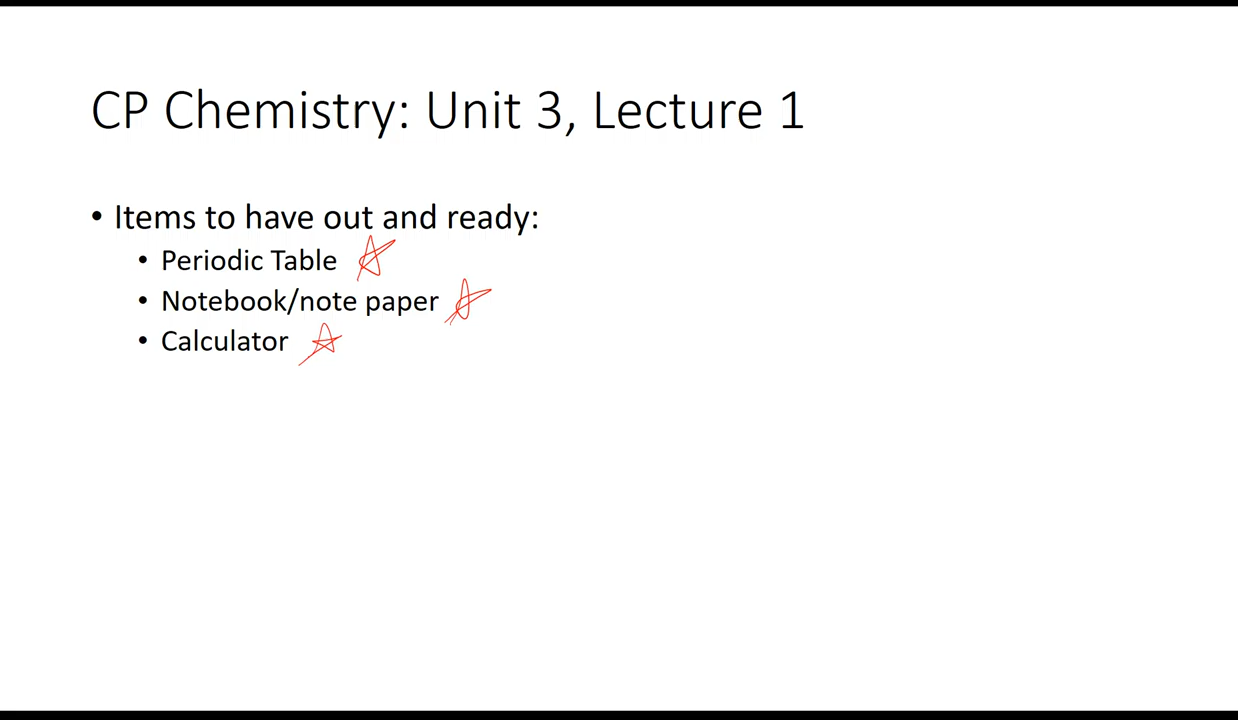 CP Chemistry: Unit 3, Lecture 1
• Items to have out and ready:
• Periodic Table
• Notebook/note paper
• Calculator